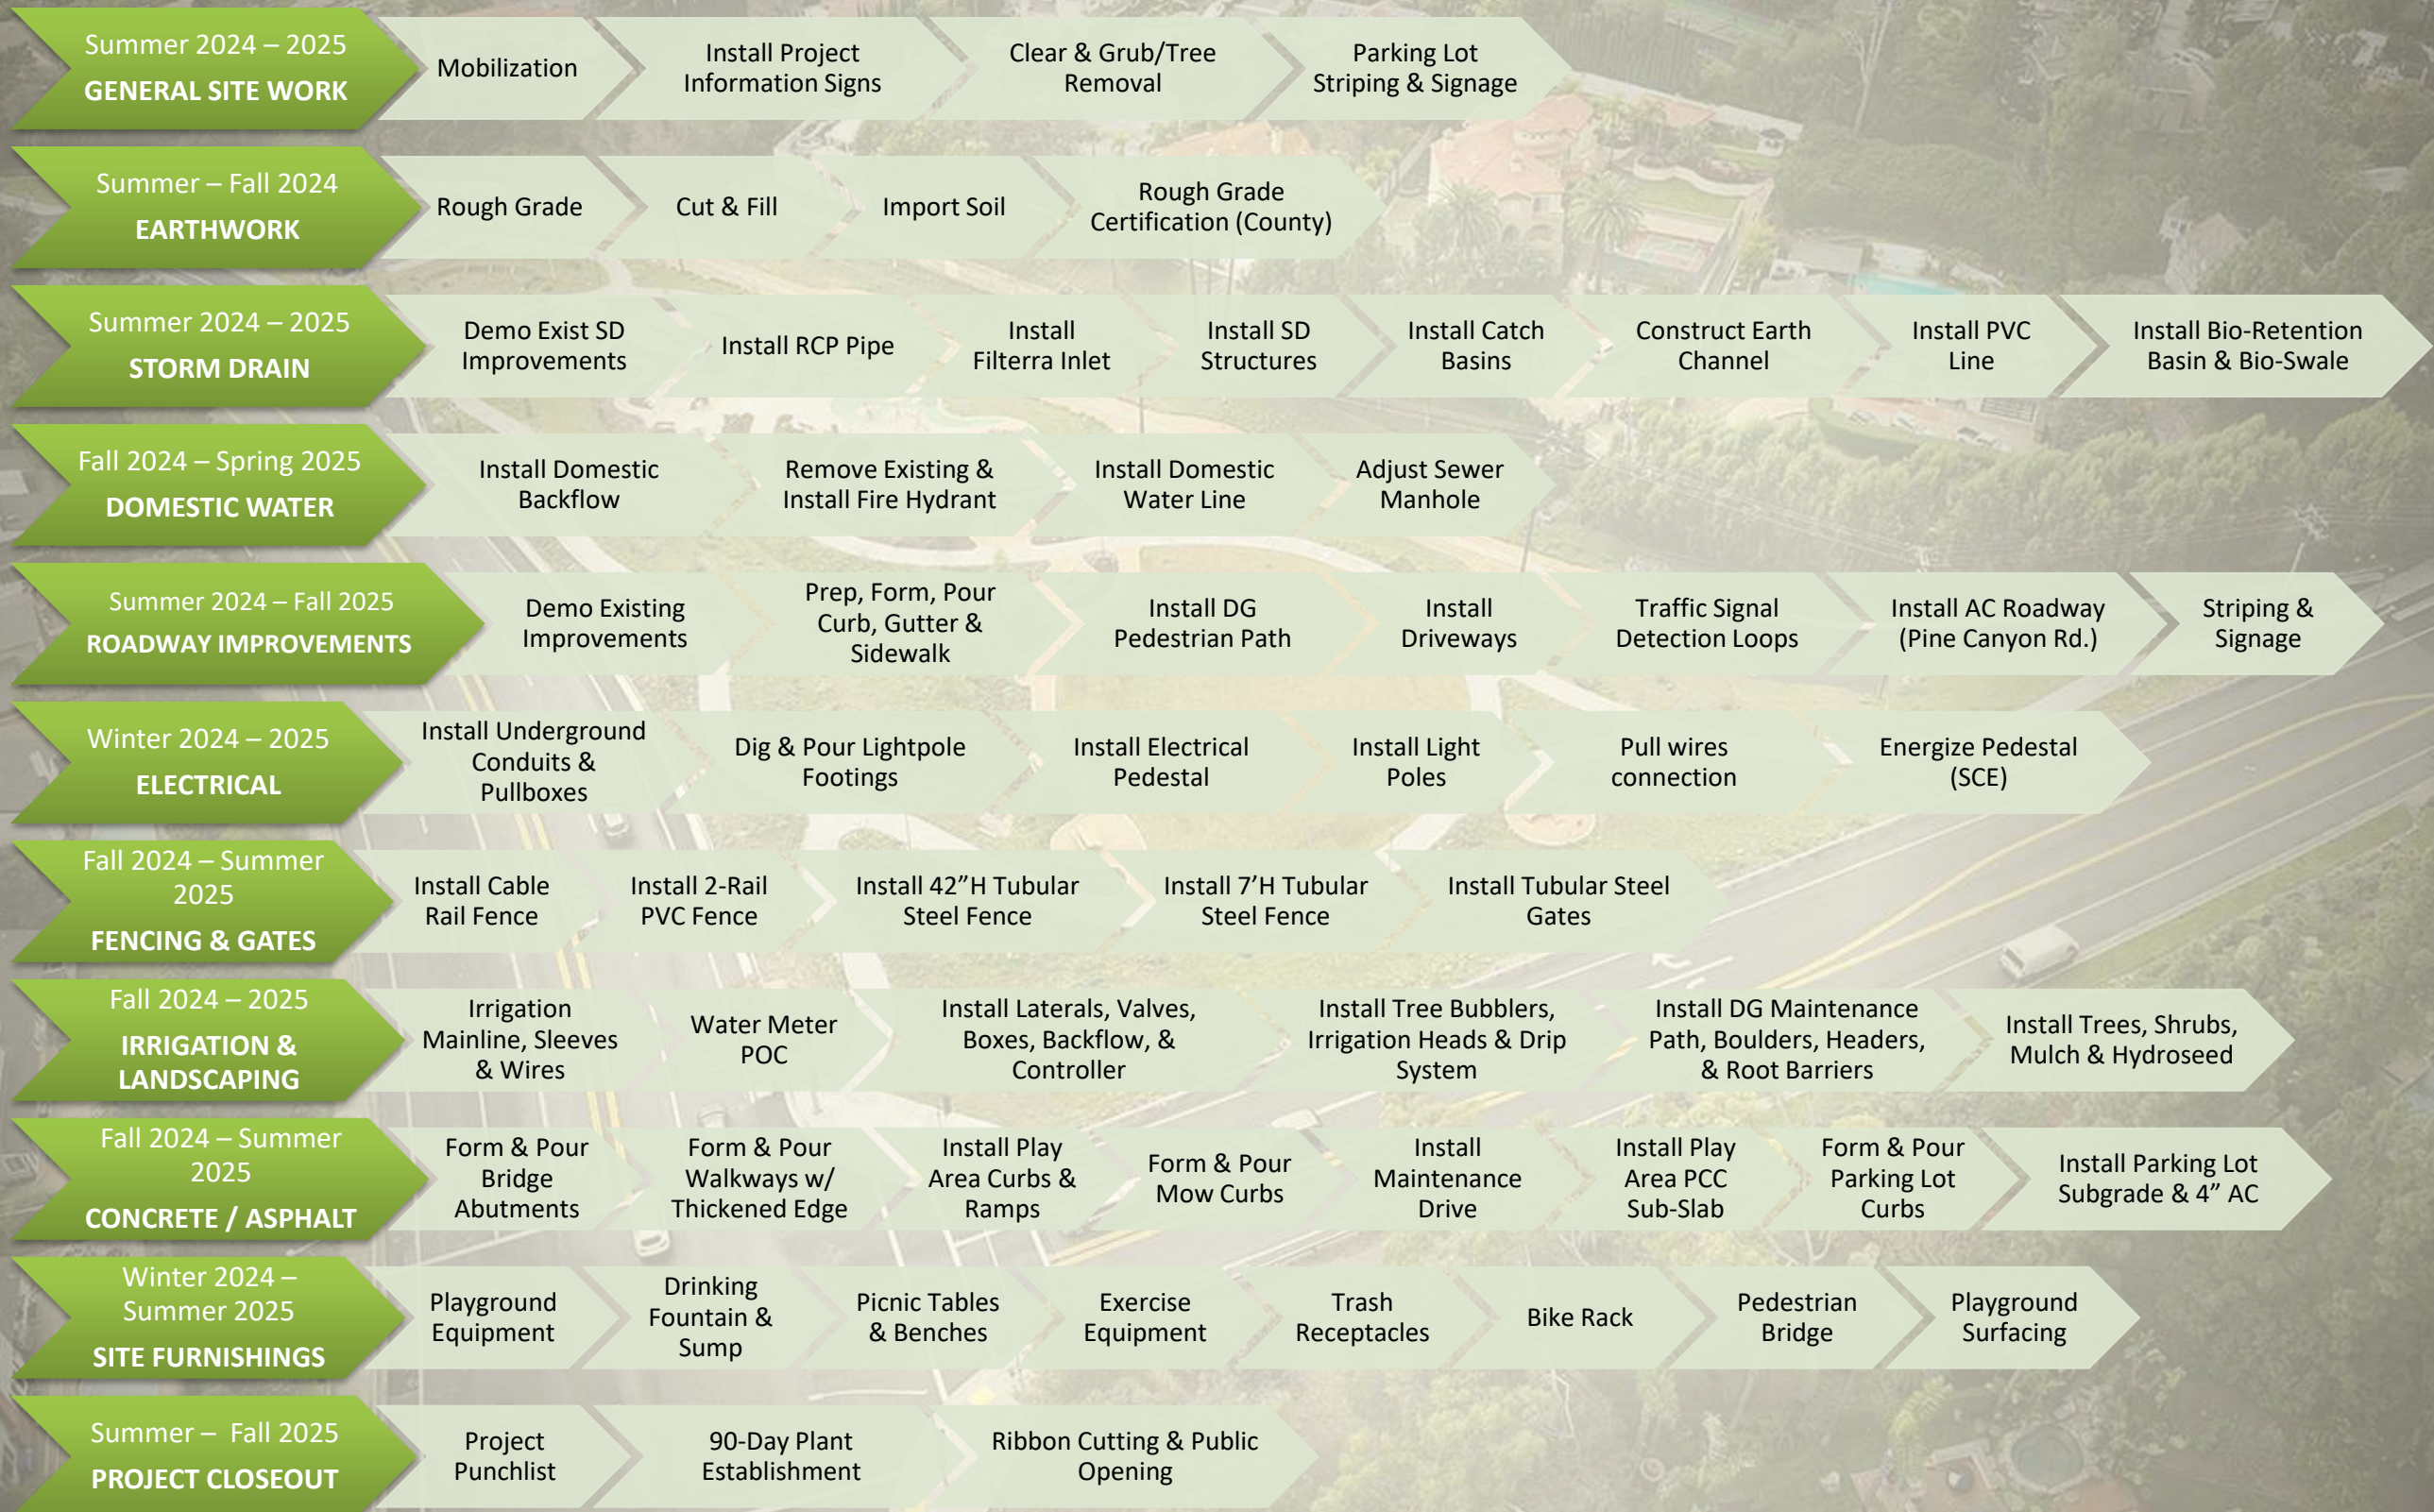 Summer 2024 – 2025
GENERAL SITE WORK
Mobilization
Install Project
Information Signs
Clear & Grub/Tree
Removal
Parking Lot
Striping & Signage
Summer – Fall 2024
EARTHWORK
Rough Grade
Cut & Fill
Import Soil
Rough Grade
Certification (County)
Summer 2024 – 2025
STORM DRAIN
Demo Exist SD
Improvements
Install RCP Pipe
Install
Filterra Inlet
Install SD
Structures
Install Catch
Basins
Construct Earth
Channel
Install PVC
Line
Install Bio-Retention
Basin & Bio-Swale
Fall 2024 – Spring 2025
DOMESTIC WATER
Install Domestic
Backflow
Remove Existing &
Install Fire Hydrant
Install Domestic
Water Line
Adjust Sewer
Manhole
Summer 2024 – Fall 2025
ROADWAY IMPROVEMENTS
Demo Existing
Improvements
Prep, Form, Pour
Curb, Gutter &
Sidewalk
Install DG
Pedestrian Path
Install
Driveways
Traffic Signal
Detection Loops
Install AC Roadway
(Pine Canyon Rd.)
Striping &
Signage
Winter 2024 – 2025
ELECTRICAL
Install Underground
Conduits &
Pullboxes
Dig & Pour Lightpole
Footings
Install Electrical
Pedestal
Install Light
Poles
Pull wires
connection
Energize Pedestal
(SCE)
Fall 2024 – Summer
2025
FENCING & GATES
Install Cable
Rail Fence
Install 2-Rail
PVC Fence
Install 42”H Tubular
Steel Fence
Install 7’H Tubular
Steel Fence
Install Tubular Steel
Gates
Fall 2024 – 2025
IRRIGATION &
LANDSCAPING
Irrigation
Mainline, Sleeves
& Wires
Water Meter
POC
Install Laterals, Valves,
Boxes, Backflow, &
Controller
Install Tree Bubblers,
Irrigation Heads & Drip
System
Install DG Maintenance
Path, Boulders, Headers,
& Root Barriers
Install Trees, Shrubs,
Mulch & Hydroseed
Fall 2024 – Summer
2025
CONCRETE / ASPHALT
Form & Pour
Bridge
Abutments
Form & Pour
Walkways w/
Thickened Edge
Install Play
Area Curbs &
Ramps
Form & Pour
Mow Curbs
Install
Maintenance
Drive
Install Play
Area PCC
Sub-Slab
Form & Pour
Parking Lot
Curbs
Install Parking Lot
Subgrade & 4” AC
Winter 2024 –
Summer 2025
SITE FURNISHINGS
Playground
Equipment
Drinking
Fountain &
Sump
Picnic Tables
& Benches
Exercise
Equipment
Trash
Receptacles
Bike Rack
Pedestrian
Bridge
Playground
Surfacing
Summer – Fall 2025
PROJECT CLOSEOUT
Project
Punchlist
90-Day Plant
Establishment
Ribbon Cutting & Public
Opening